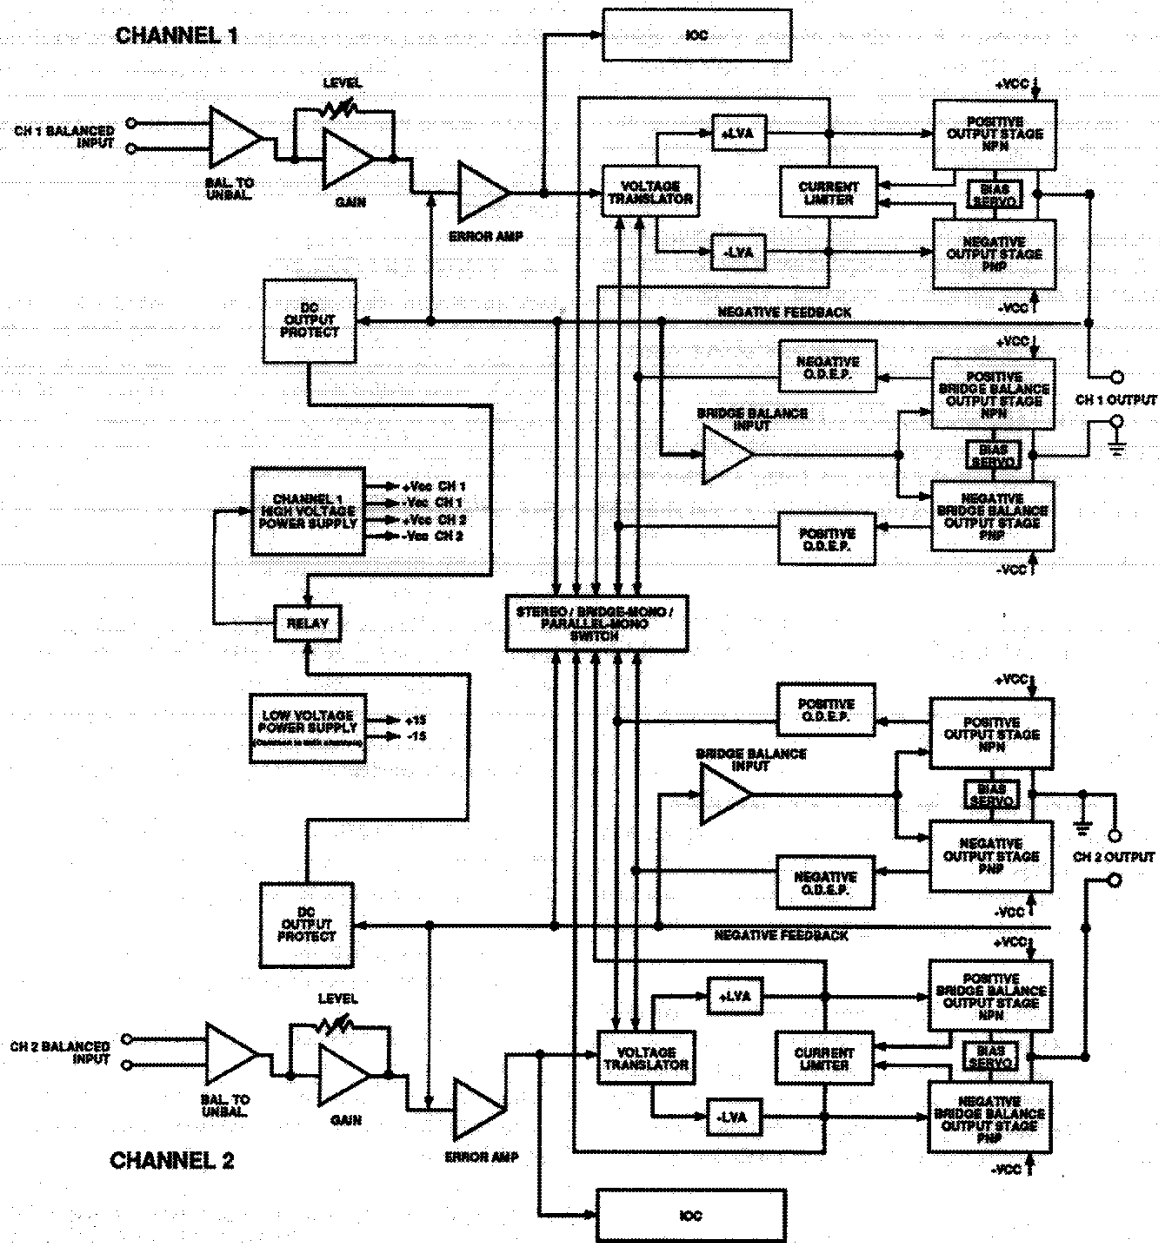 CHANNEL 1
IOC
LEVEL
CH 1 BALANCED
INPUT
BAL. TO
UNBAL.
GAIN
ERROR AMP
VOLTAGE
TRANSLATOR
+LVA
-LVA
CURRENT
LIMITER
+VCC
POSITIVE
OUTPUT STAGE
NPN
BIAS
SERVO
NEGATIVE
OUTPUT STAGE
PNP
-VCC
DC
OUTPUT
PROTECT
NEGATIVE FEEDBACK
+VCC
NEGATIVE
O.D.E.P.
POSITIVE
BRIDGE BALANCE
OUTPUT STAGE
NPN
CH 1 OUTPUT
BRIDGE BALANCE
INPUT
BIAS
SERVO
CHANNEL 1
HIGH VOLTAGE
POWER SUPPLY
+Vcc CH 1
-Vcc CH 1
+Vcc CH 2
-Vcc CH 2
POSITIVE
O.D.E.P.
NEGATIVE
BRIDGE BALANCE
OUTPUT STAGE
PNP
-VCC
RELAY
STEREO / BRIDGE-MONO /
PARALLEL-MONO
SWITCH
LOW VOLTAGE
POWER SUPPLY
+15
-15
POSITIVE
O.D.E.P.
+VCC
POSITIVE
OUTPUT STAGE
NPN
BRIDGE BALANCE
INPUT
BIAS
SERVO
NEGATIVE
OUTPUT STAGE
PNP
CH 2 OUTPUT
NEGATIVE
O.D.E.P.
-VCC
DC
OUTPUT
PROTECT
NEGATIVE FEEDBACK
+VCC
POSITIVE
BRIDGE BALANCE
OUTPUT STAGE
NPN
LEVEL
+LVA
CH 2 BALANCED
INPUT
BAL. TO
UNBAL.
GAIN
ERROR AMP
VOLTAGE
TRANSLATOR
CURRENT
LIMITER
BIAS
SERVO
-LVA
NEGATIVE
BRIDGE BALANCE
OUTPUT STAGE
PNP
-VCC
CHANNEL 2
IOC